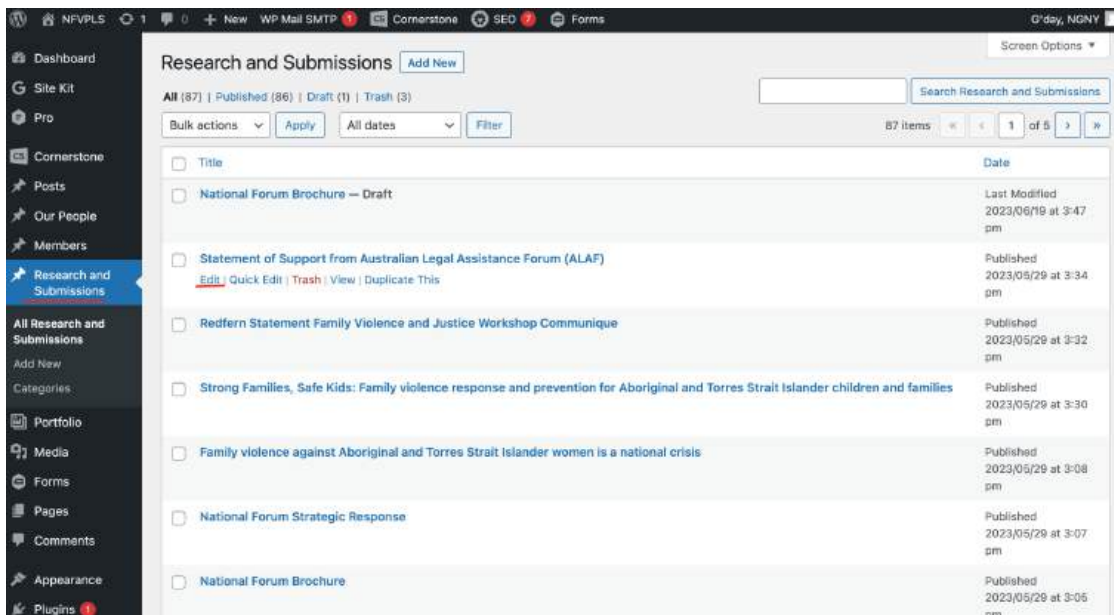 NFVPLS 1 0 New WP Mail SMTP 1 Cornerstone SEO 7 Forms G'day, NGNY
Screen Options
Dashboard
Site Kit
Pro
Cornerstone
Posts
Our People
Members
Research and
Submissions
All Research and
Submissions
Add New
Categories
Portfolio
Media
Forms
Pages
Comments
Appearance
Plugins 1
Research and Submissions Add New
All (87) | Published (86) | Draft (1) | Trash (3)
Search Research and Submissions
Bulk actions Apply All dates Filter 87 items « ‹ 1 of 5 › »
Title Date
National Forum Brochure — Draft
Last Modified
2023/06/19 at 3:47
pm
Statement of Support from Australian Legal Assistance Forum (ALAF)
Edit | Quick Edit | Trash | View | Duplicate This
Published
2023/05/29 at 3:34
pm
Redfern Statement Family Violence and Justice Workshop Communique
Published
2023/05/29 at 3:32
pm
Strong Families, Safe Kids: Family violence response and prevention for Aboriginal and Torres Strait Islander children and families
Published
2023/05/29 at 3:30
pm
Family violence against Aboriginal and Torres Strait Islander women is a national crisis
Published
2023/05/29 at 3:08
pm
National Forum Strategic Response
Published
2023/05/29 at 3:07
pm
National Forum Brochure
Published
2023/05/29 at 3:05
pm